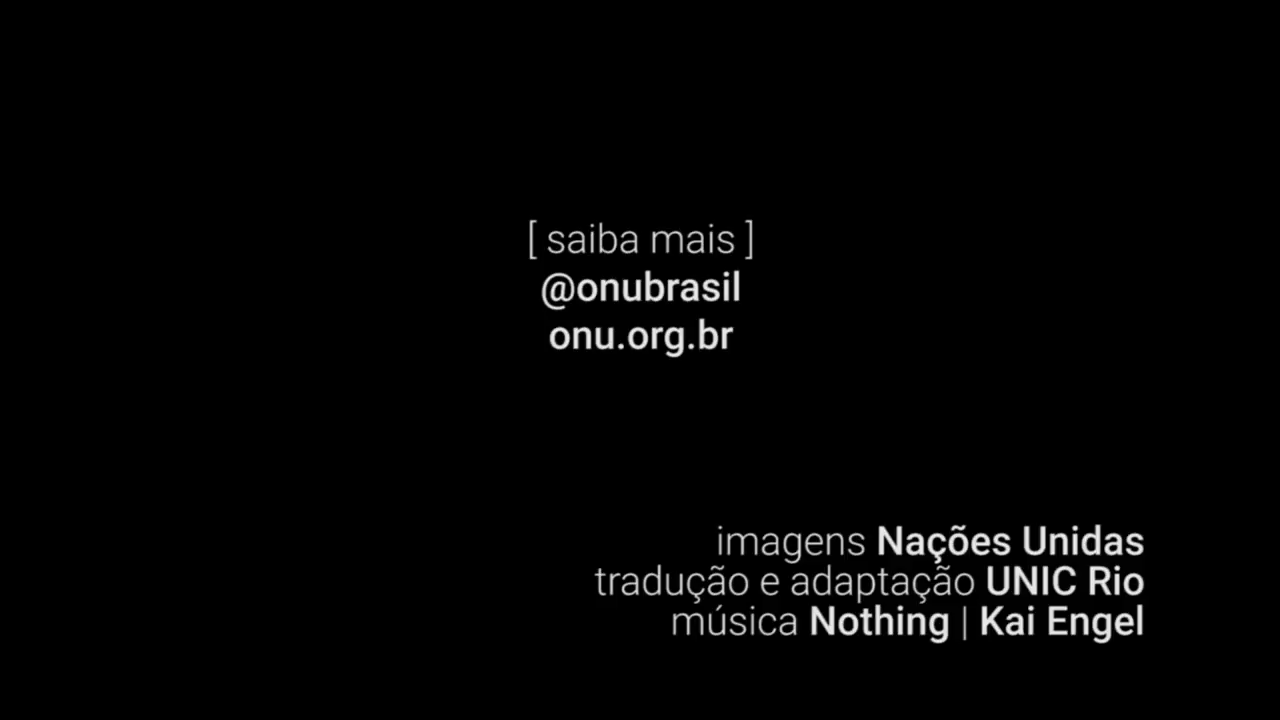 [ saiba mais ]
@onubrasil
onu.org.br
imagens Nações Unidas
tradução e adaptação UNIC Rio
música Nothing | Kai Engel